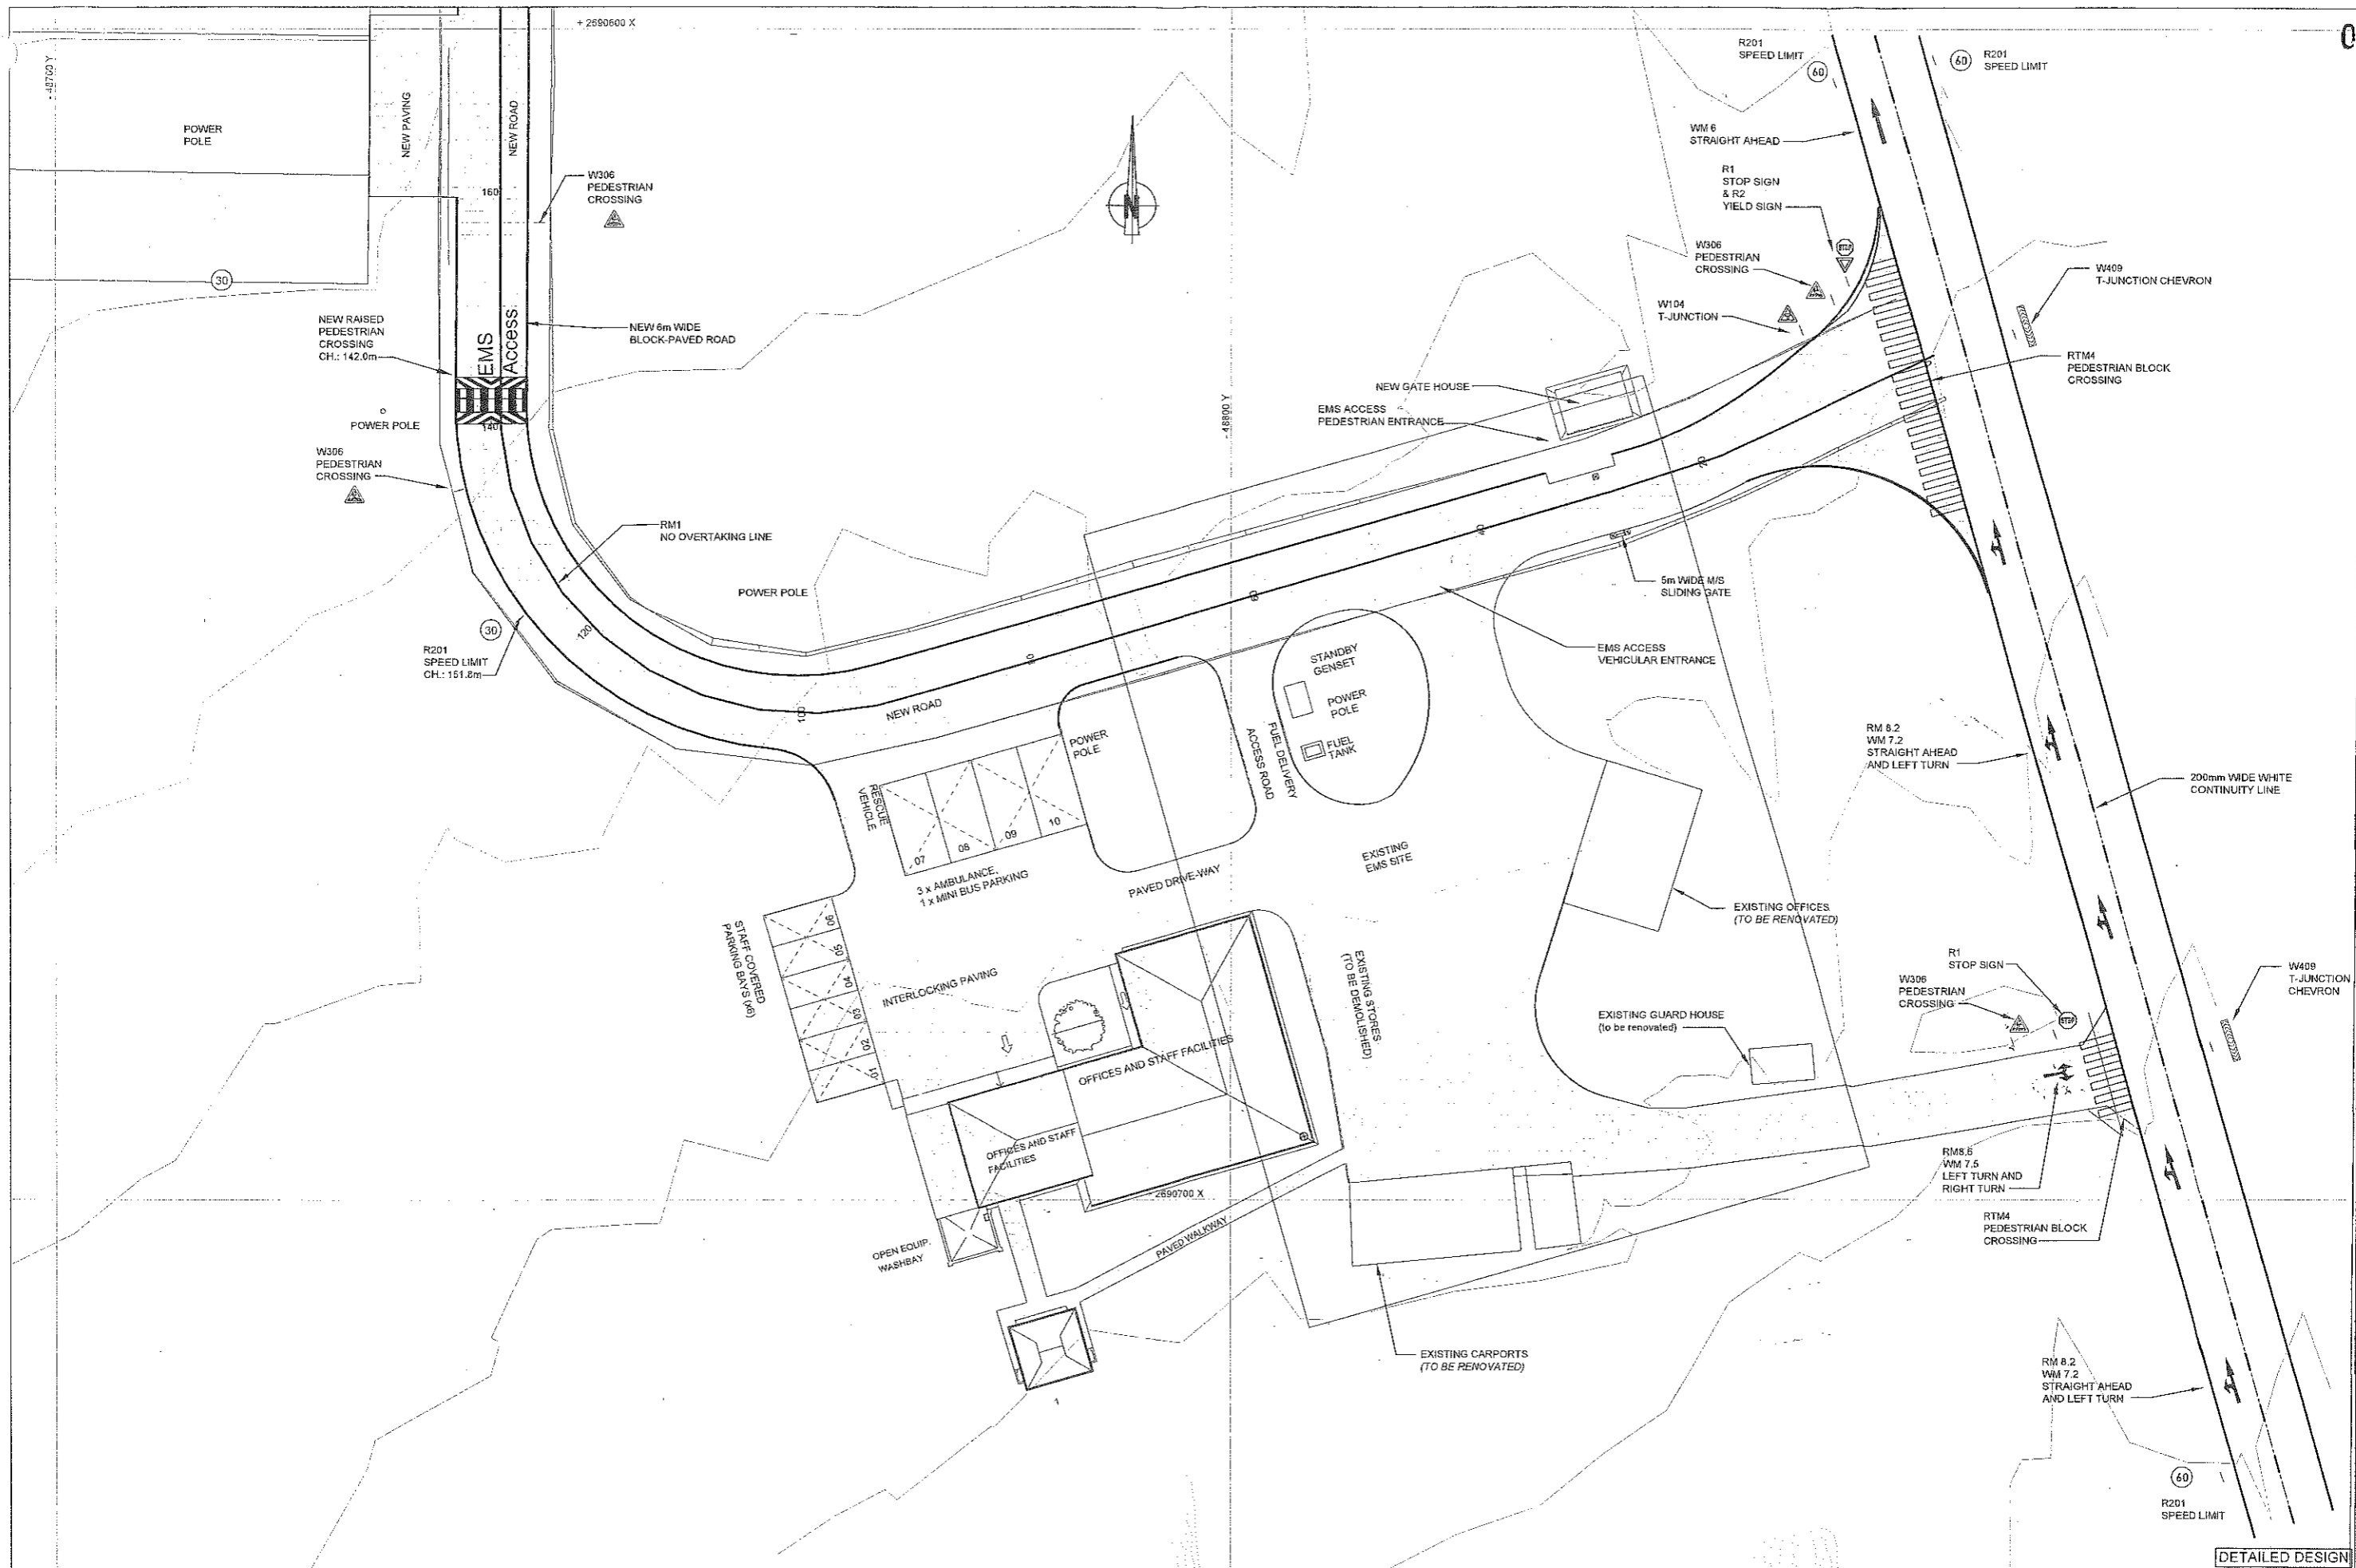 + 2690600 X
- 48700 Y
0
R201
SPEED LIMIT
60
60
R201
SPEED LIMIT
POWER
POLE
NEW PAVING
NEW ROAD
WM 6
STRAIGHT AHEAD
160
W306
PEDESTRIAN
CROSSING
N
R1
STOP SIGN
& R2
YIELD SIGN
STOP
W306
PEDESTRIAN
CROSSING
W409
T-JUNCTION CHEVRON
30
W104
T-JUNCTION
NEW RAISED
PEDESTRIAN
CROSSING
CH.: 142.0m
EMS
Access
NEW 6m WIDE
BLOCK-PAVED ROAD
RTM4
PEDESTRIAN BLOCK
CROSSING
NEW GATE HOUSE
EMS ACCESS
PEDESTRIAN ENTRANCE
- 48800 Y
POWER POLE
140
W306
PEDESTRIAN
CROSSING
20
40
RM1
NO OVERTAKING LINE
5m WIDE M/S
SLIDING GATE
POWER POLE
60
30
120
R201
SPEED LIMIT
CH.: 151.8m
EMS ACCESS
VEHICULAR ENTRANCE
80
STANDBY
GENSET
POWER
POLE
100
NEW ROAD
POWER
POLE
FUEL DELIVERY
ACCESS ROAD
FUEL
TANK
RM 8.2
WM 7.2
STRAIGHT AHEAD
AND LEFT TURN
200mm WIDE WHITE
CONTINUITY LINE
RESCUE
VEHICLE
07
08
09
10
3 x AMBULANCE,
1 x MINI BUS PARKING
EXISTING
EMS SITE
PAVED DRIVE-WAY
EXISTING OFFICES
(TO BE RENOVATED)
STAFF COVERED
PARKING BAYS (x6)
06
05
04
03
02
01
INTERLOCKING PAVING
EXISTING STORES
(TO BE DEMOLISHED)
R1
STOP SIGN
W306
PEDESTRIAN
CROSSING
STOP
W409
T-JUNCTION
CHEVRON
EXISTING GUARD HOUSE
(to be renovated)
OFFICES AND STAFF FACILITIES
OFFICES AND STAFF
FACILITIES
RM8.6
WM 7.5
LEFT TURN AND
RIGHT TURN
2690700 X
RTM4
PEDESTRIAN BLOCK
CROSSING
OPEN EQUIP.
WASHBAY
PAVED WALKWAY
EXISTING CARPORTS
(TO BE RENOVATED)
1
RM 8.2
WM 7.2
STRAIGHT AHEAD
AND LEFT TURN
60
R201
SPEED LIMIT
DETAILED DESIGN